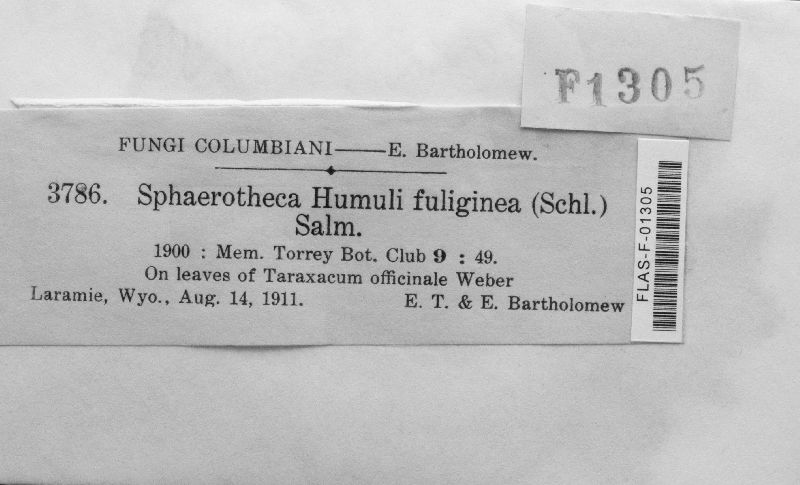 F1305
FUNGI COLUMBIANI——E. Bartholomew.
3786. Sphaerotheca Humuli fuliginea (Schl.)
Salm.
1900 : Mem. Torrey Bot. Club 9 : 49.
On leaves of Taraxacum officinale Weber
Laramie, Wyo., Aug. 14, 1911. E. T. & E. Bartholomew
FLAS-F-01305